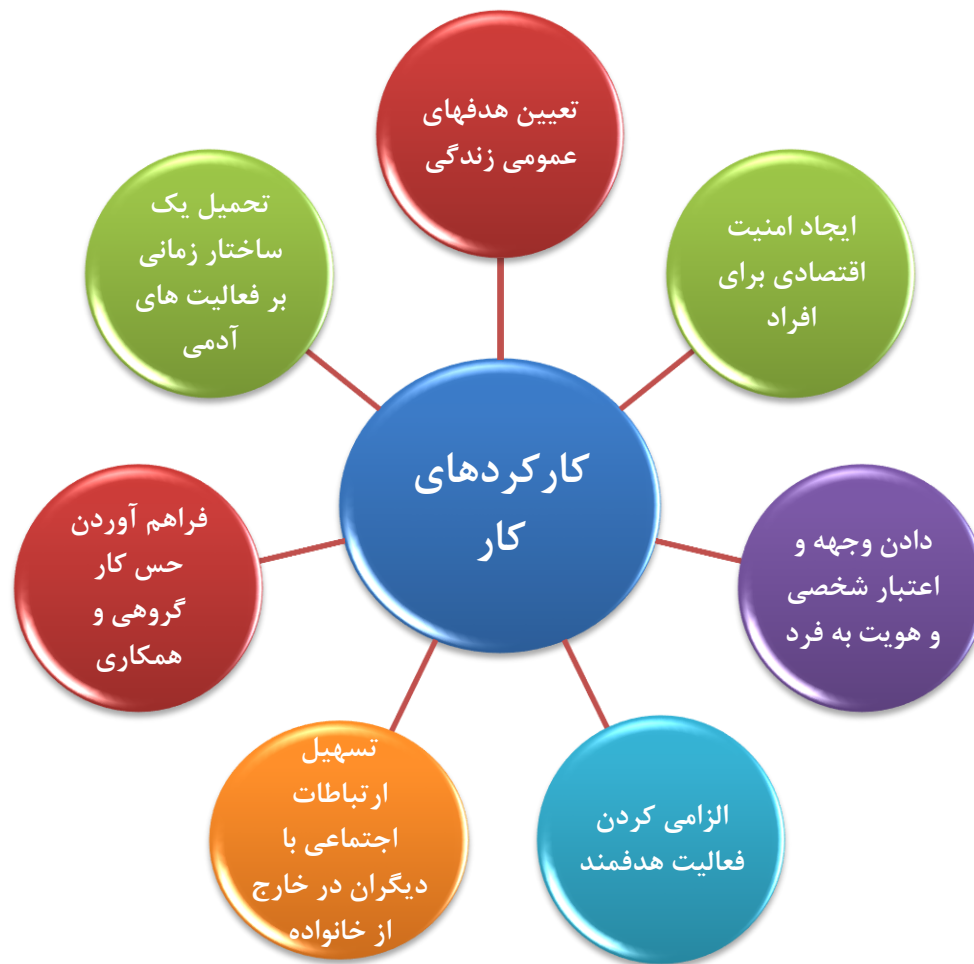 کارکردهای
کار
تعیین هدفهای
عمومی زندگی
ایجاد امنیت
اقتصادی برای
افراد
دادن وجهه و
اعتبار شخصی
و هویت به فرد
الزامی کردن
فعالیت هدفمند
تسهیل
ارتباطات
اجتماعی با
دیگران در خارج
از خانواده
فراهم آوردن
حس کار
گروهی و
همکاری
تحمیل یک
ساختار زمانی
بر فعالیت های
آدمی